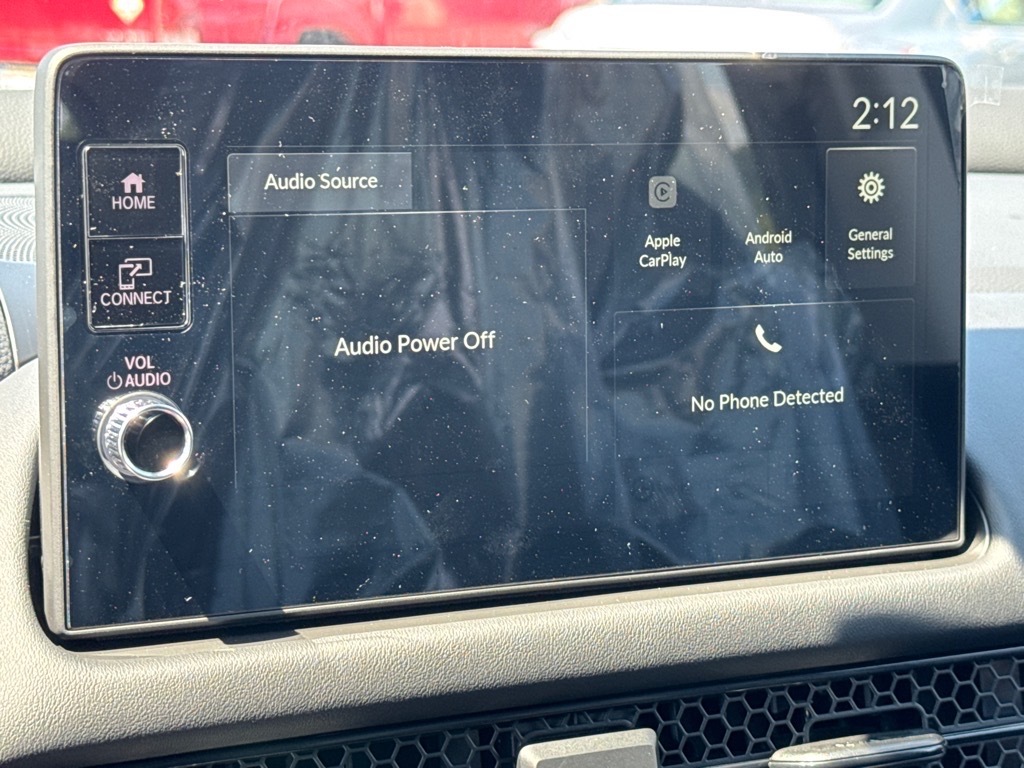 2:12
HOME
CONNECT
VOL
AUDIO
Audio Source
Audio Power Off
Apple
CarPlay
Android
Auto
General
Settings
No Phone Detected